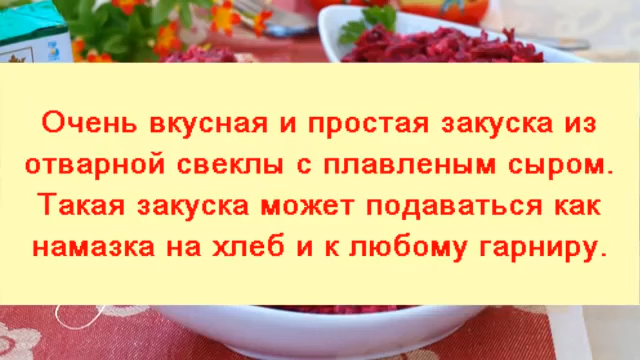 Очень вкусная и простая закуска из
отварной свеклы с плавленым сыром.
Такая закуска может подаваться как
намазка на хлеб и к любому гарниру.